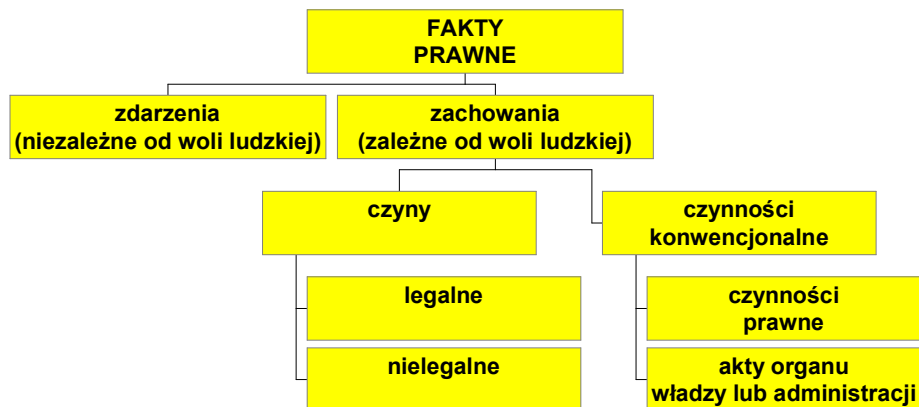 FAKTY
PRAWNE
zdarzenia
(niezależne od woli ludzkiej)
zachowania
(zależne od woli ludzkiej)
czyny
czynności
konwencjonalne
legalne
nielegalne
czynności
prawne
akty organu
władzy lub administracji